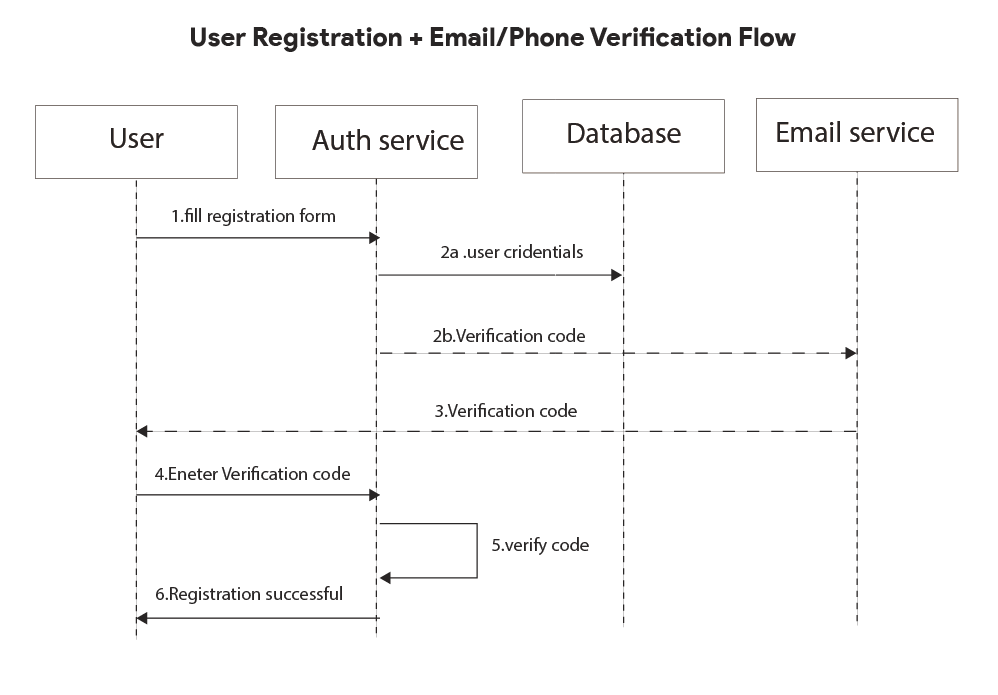 User Registration + Email/Phone Verification Flow
User
Auth service
Database
Email service
1.fill registration form
2a .user cridentials
2b.Verification code
3.Verification code
4.Eneter Verification code
5.verify code
6.Registration successful